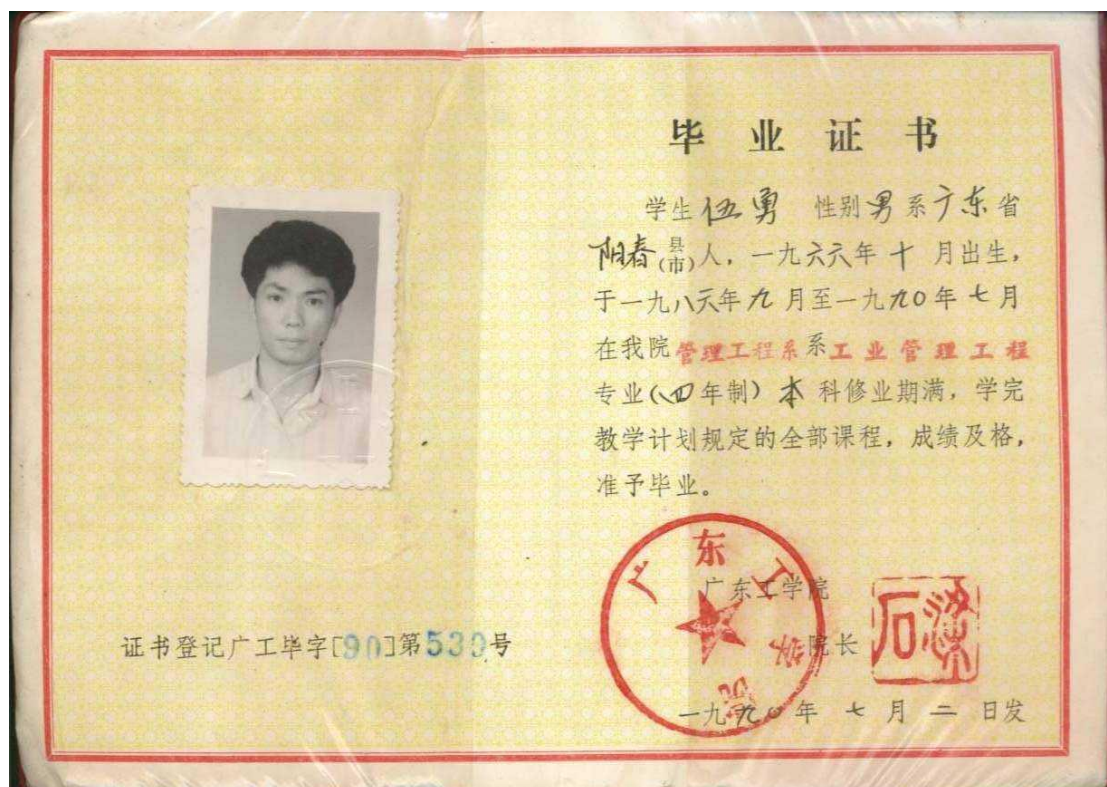 毕业证书
学生伍勇 性别男系广东省
阳春县(市)人，一九六六年十月出生，
于一九八六年九月至一九九０年七月
在我院管理工程系系工业管理工程
专业(四年制)本科修业期满，学完
教学计划规定的全部课程，成绩及格，
准予毕业。
广东工学院
广东工学院
院长
一九九０年七月二日发
证书登记广工毕字[90]第539号